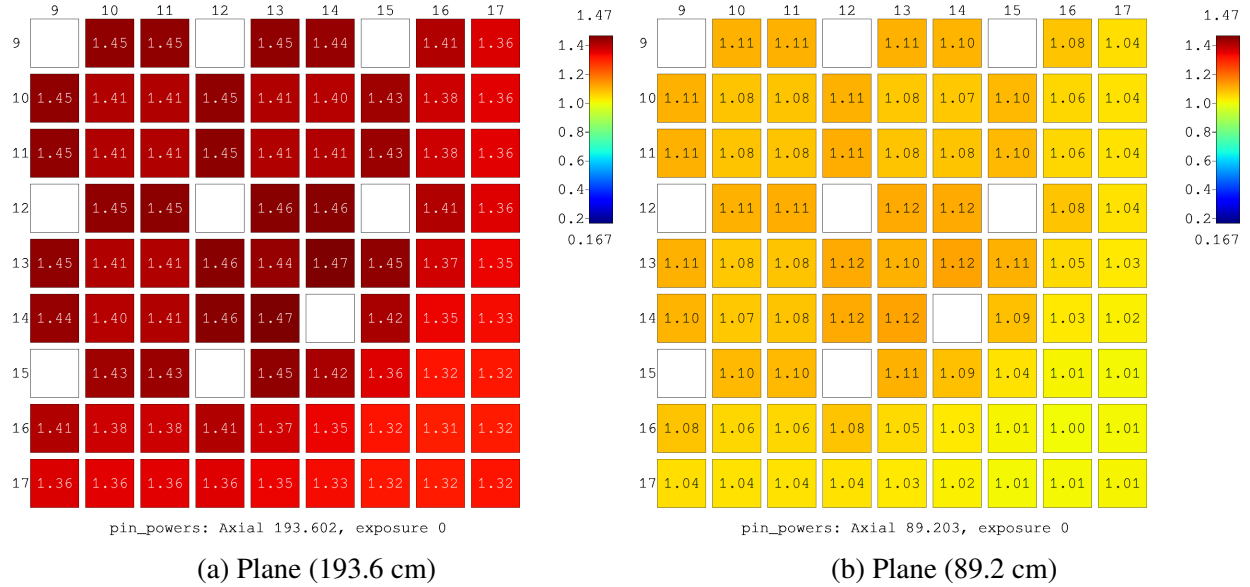 9 10 11 12 13 14 15 16 17 1.47
9 1.45 1.45 1.45 1.44 1.41 1.36 1.4
10 1.45 1.41 1.41 1.45 1.41 1.40 1.43 1.38 1.36 1.2
11 1.45 1.41 1.41 1.45 1.41 1.41 1.43 1.38 1.36 1.0
12 1.45 1.45 1.46 1.46 1.41 1.36 0.8
13 1.45 1.41 1.41 1.46 1.44 1.47 1.45 1.37 1.35 0.6
14 1.44 1.40 1.41 1.46 1.47 1.42 1.35 1.33 0.4
15 1.43 1.43 1.45 1.42 1.36 1.32 1.32 0.2
16 1.41 1.38 1.38 1.41 1.37 1.35 1.32 1.31 1.32 0.167
17 1.36 1.36 1.36 1.36 1.35 1.33 1.32 1.32 1.32
pin_powers: Axial 193.602, exposure 0
(a) Plane (193.6 cm)
9 10 11 12 13 14 15 16 17 1.47
9 1.11 1.11 1.11 1.10 1.08 1.04 1.4
10 1.11 1.08 1.08 1.11 1.08 1.07 1.10 1.06 1.04 1.2
11 1.11 1.08 1.08 1.11 1.08 1.08 1.10 1.06 1.04 1.0
12 1.11 1.11 1.12 1.12 1.08 1.04 0.8
13 1.11 1.08 1.08 1.12 1.10 1.12 1.11 1.05 1.03 0.6
14 1.10 1.07 1.08 1.12 1.12 1.09 1.03 1.02 0.4
15 1.10 1.10 1.11 1.09 1.04 1.01 1.01 0.2
16 1.08 1.06 1.06 1.08 1.05 1.03 1.01 1.00 1.01 0.167
17 1.04 1.04 1.04 1.04 1.03 1.02 1.01 1.01 1.01
pin_powers: Axial 89.203, exposure 0
(b) Plane (89.2 cm)